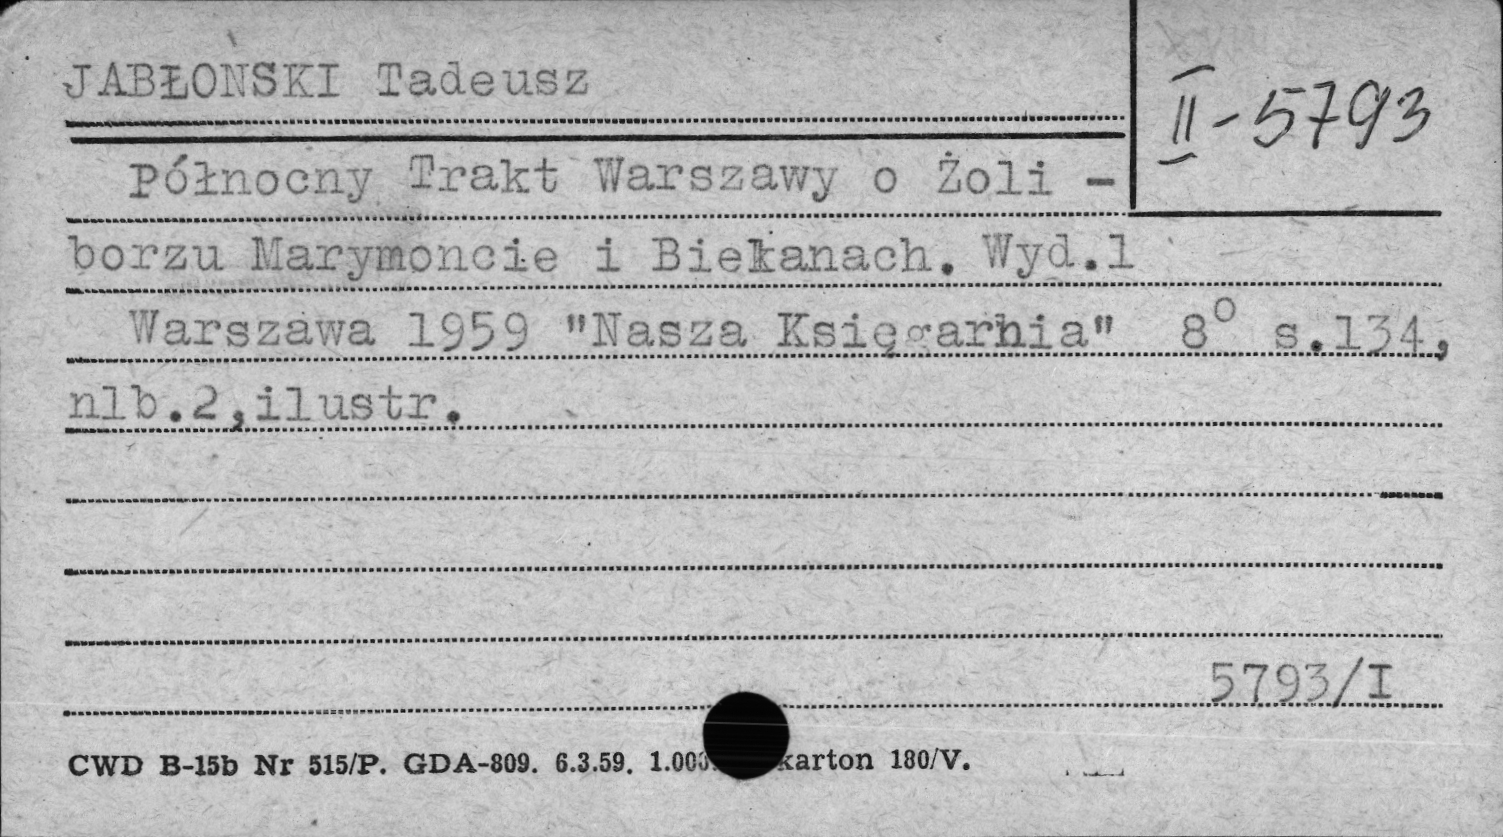 JABŁONSKI Tadeusz
II-5793
Północny Trakt Warszawy o Żoli -
borzu Marymoncie i Biekanach. Wyd.1
Warszawa 1959 "Nasza Księgarnia" 8° s.134,
nlb.2,ilustr.
5793/I
CWD B-15b Nr 515/P. GDA-809. 6.3.59. karton 180/V.